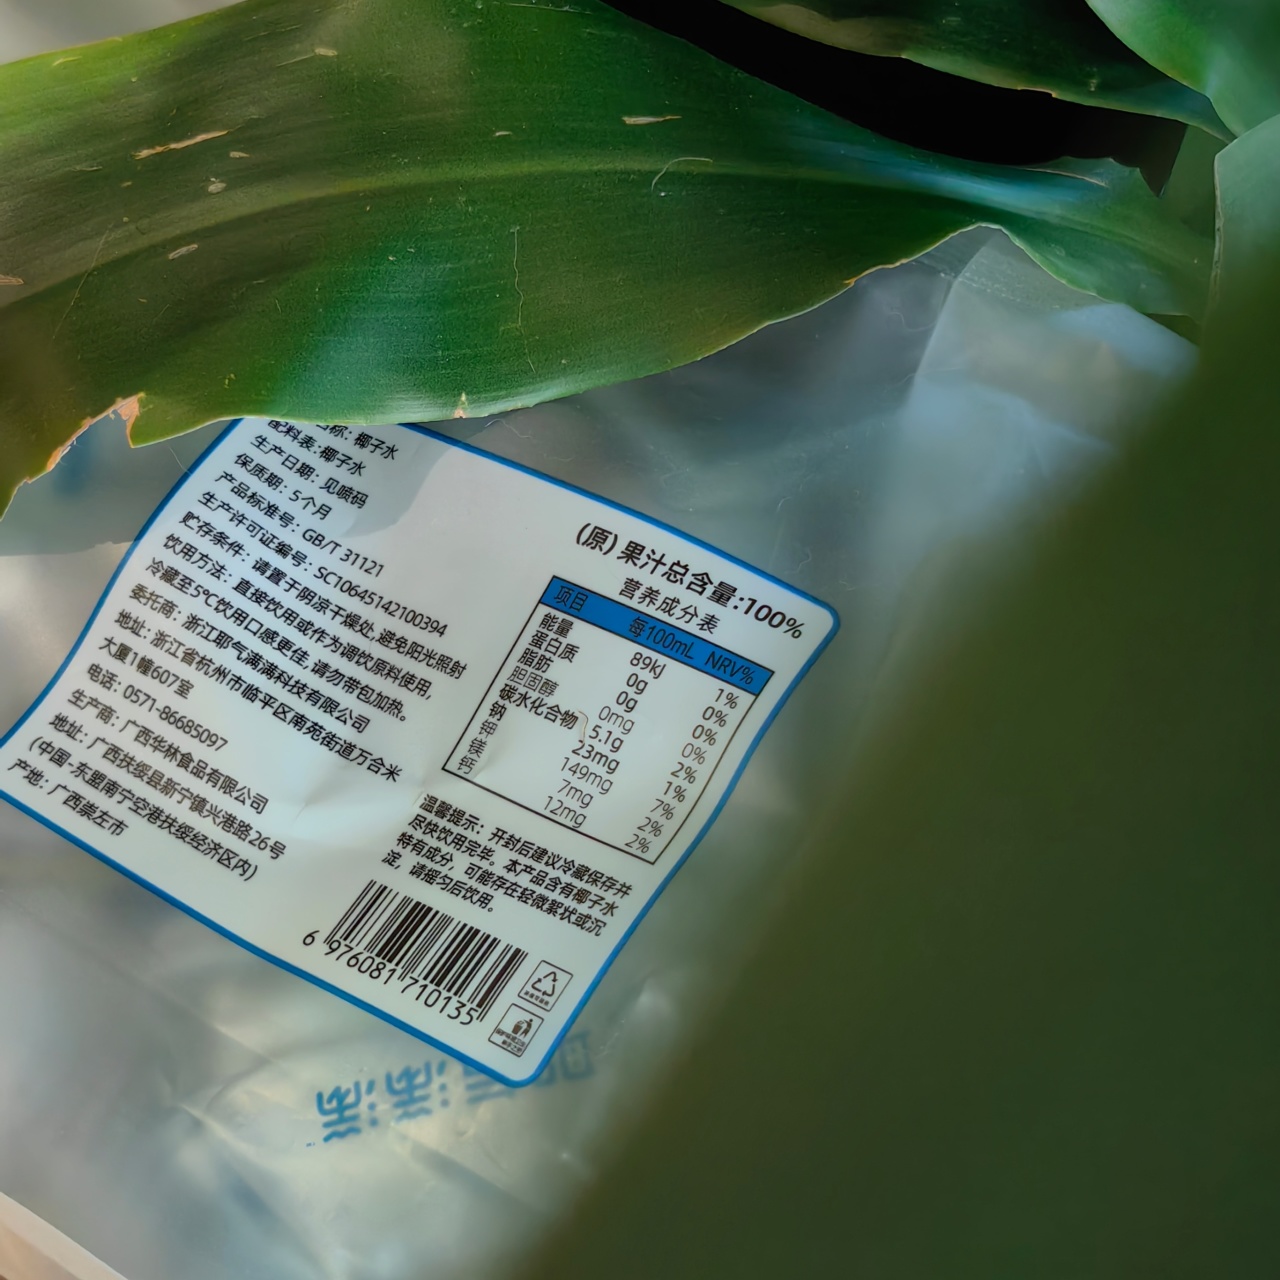 称：椰子水
配料表：椰子水
生产日期：见喷码
保质期：5个月
产品标准号：GB/T 31121
生产许可证编号：SC10645142100394
贮存条件：请置于阴凉干燥处,避免阳光照射
饮用方法：直接饮用或作为调饮原料使用,
冷藏至5℃饮用口感更佳,请勿带包加热。
委托商：浙江耶气满满科技有限公司
地址：浙江省杭州市临平区南苑街道万合米
大厦1幢607室
电话：0571-86685097
生产商：广西华林食品有限公司
地址：广西扶绥县新宁镇兴港路26号
(中国-东盟南宁空港扶绥经济区内)
产地：广西崇左市
(原)果汁总含量:100%
营养成分表
项目 每100mL NRV%
能量 89kJ 1%
蛋白质 0g 0%
脂肪 0g 0%
胆固醇 0mg 0%
碳水化合物 5.1g 2%
钠 23mg 1%
钾 149mg 7%
镁 7mg 2%
钙 12mg 2%
温馨提示：开封后建议冷藏保存并
尽快饮用完毕。本产品含有椰子水
特有成分，可能存在轻微絮状或沉
淀，请摇匀后饮用。
6 976081 710135